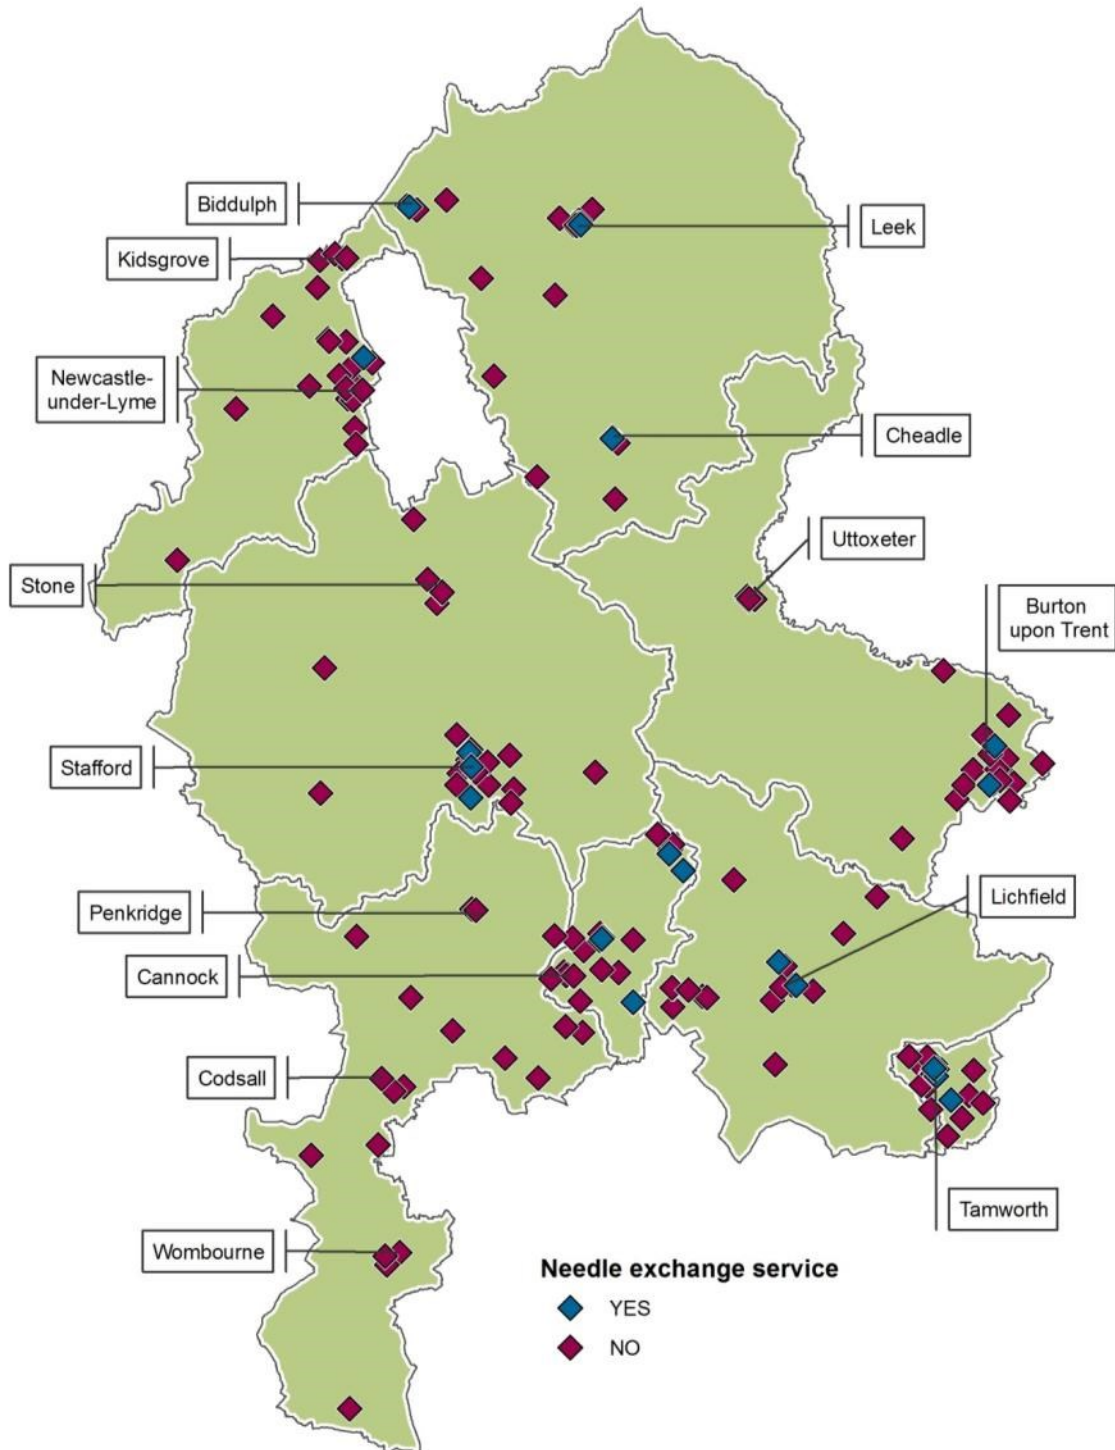 Biddulph
Leek
Kidsgrove
Newcastle-
under-Lyme
Cheadle
Uttoxeter
Stone
Burton
upon Trent
Stafford
Lichfield
Penkridge
Cannock
Codsall
Tamworth
Wombourne
Needle exchange service
YES
NO